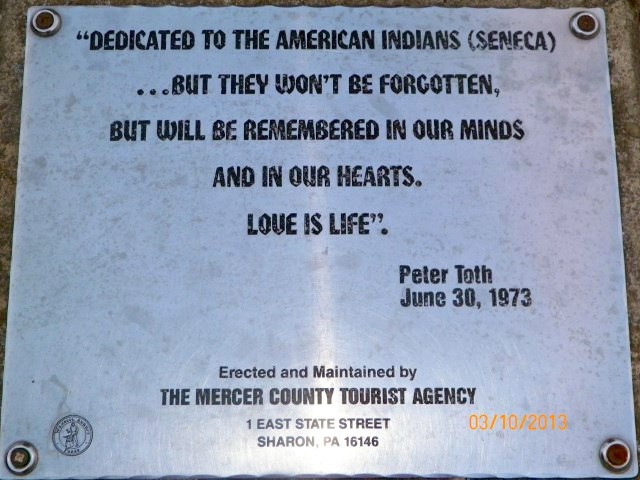 “DEDICATED TO THE AMERICAN INDIANS (SENECA)
...BUT THEY WON'T BE FORGOTTEN,
BUT WILL BE REMEMBERED IN OUR MINDS
AND IN OUR HEARTS.
LOVE IS LIFE”.
Peter Toth
June 30, 1973
Erected and Maintained by
THE MERCER COUNTY TOURIST AGENCY
1 EAST STATE STREET
SHARON, PA 16146
03/10/2013